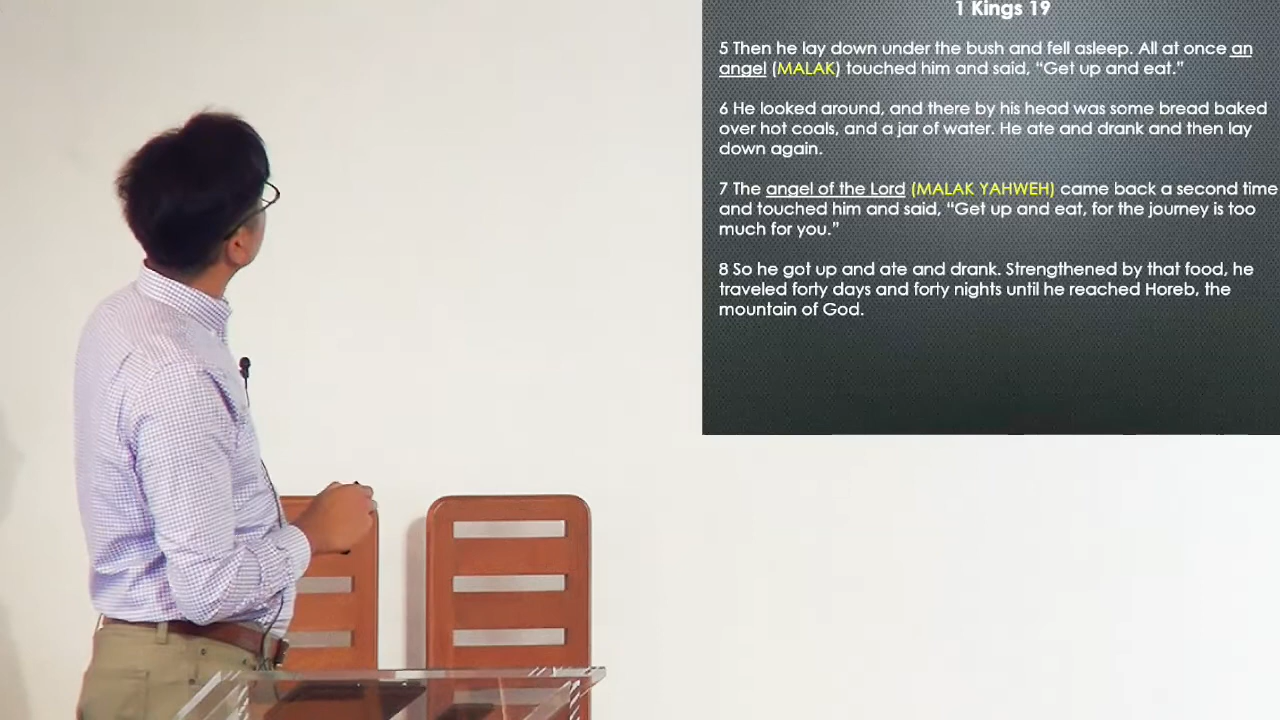 1 Kings 19
5 Then he lay down under the bush and fell asleep. All at once an
angel (MALAK) touched him and said, “Get up and eat.”
6 He looked around, and there by his head was some bread baked
over hot coals, and a jar of water. He ate and drank and then lay
down again.
7 The angel of the Lord (MALAK YAHWEH) came back a second time
and touched him and said, “Get up and eat, for the journey is too
much for you.”
8 So he got up and ate and drank. Strengthened by that food, he
traveled forty days and forty nights until he reached Horeb, the
mountain of God.